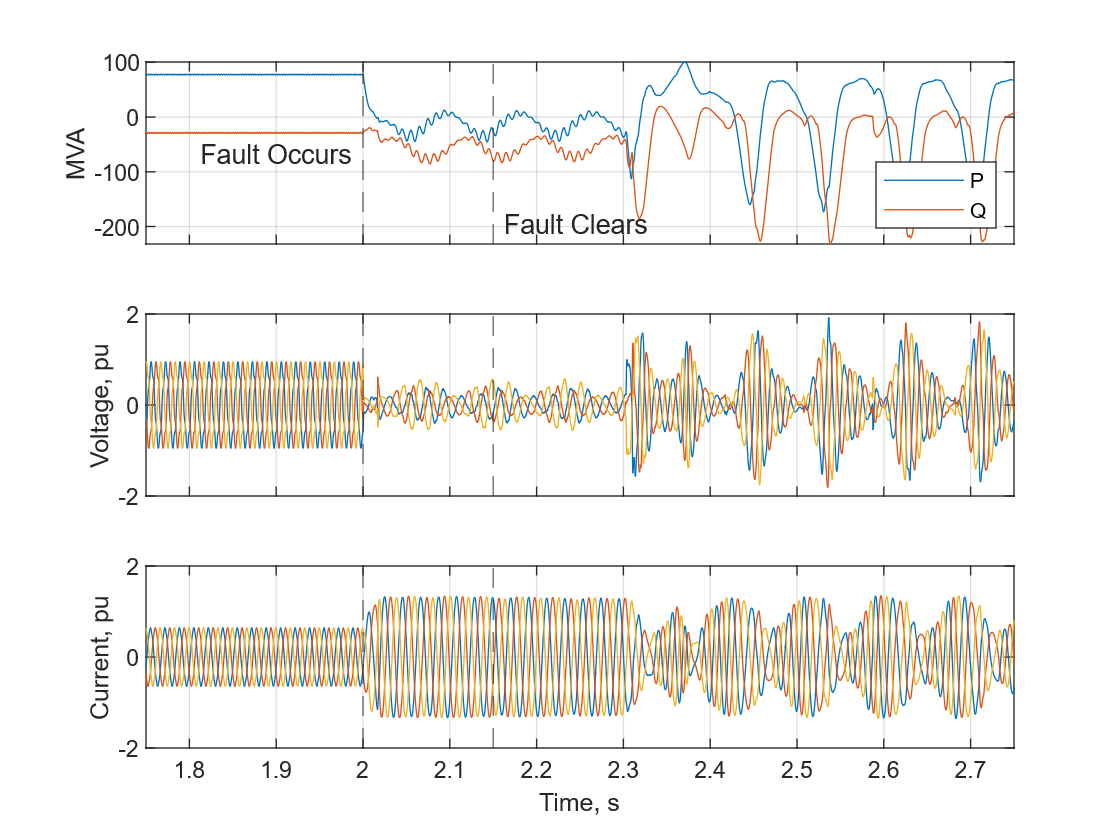 100
0
-100
-200
MVA
Fault Occurs
Fault Clears
P
Q
2
0
-2
Voltage, pu
2
0
-2
Current, pu
1.8 1.9 2 2.1 2.2 2.3 2.4 2.5 2.6 2.7
Time, s